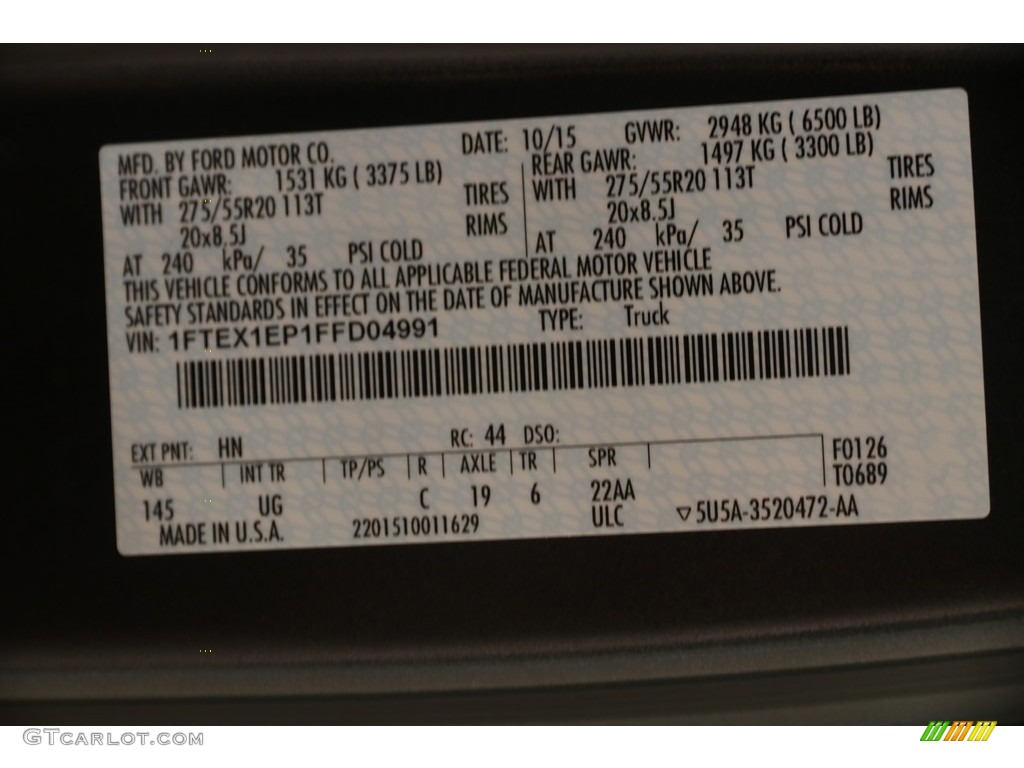 MFD. BY FORD MOTOR CO. DATE: 10/15 GVWR: 2948 KG ( 6500 LB)
FRONT GAWR: 1531 KG ( 3375 LB) REAR GAWR: 1497 KG ( 3300 LB)
WITH 275/55R20 113T TIRES WITH 275/55R20 113T TIRES
20x8.5J RIMS 20x8.5J RIMS
AT 240 kPa/ 35 PSI COLD AT 240 kPa/ 35 PSI COLD
THIS VEHICLE CONFORMS TO ALL APPLICABLE FEDERAL MOTOR VEHICLE
SAFETY STANDARDS IN EFFECT ON THE DATE OF MANUFACTURE SHOWN ABOVE.
VIN: 1FTEX1EP1FFD04991 TYPE: Truck
EXT PNT: HN RC: 44 DSO: F0126
WB INT TR TP/PS R AXLE TR SPR T0689
145 UG C 19 6 22AA
ULC ▽5U5A-3520472-AA
MADE IN U.S.A. 2201510011629
GTCARLOT.COM